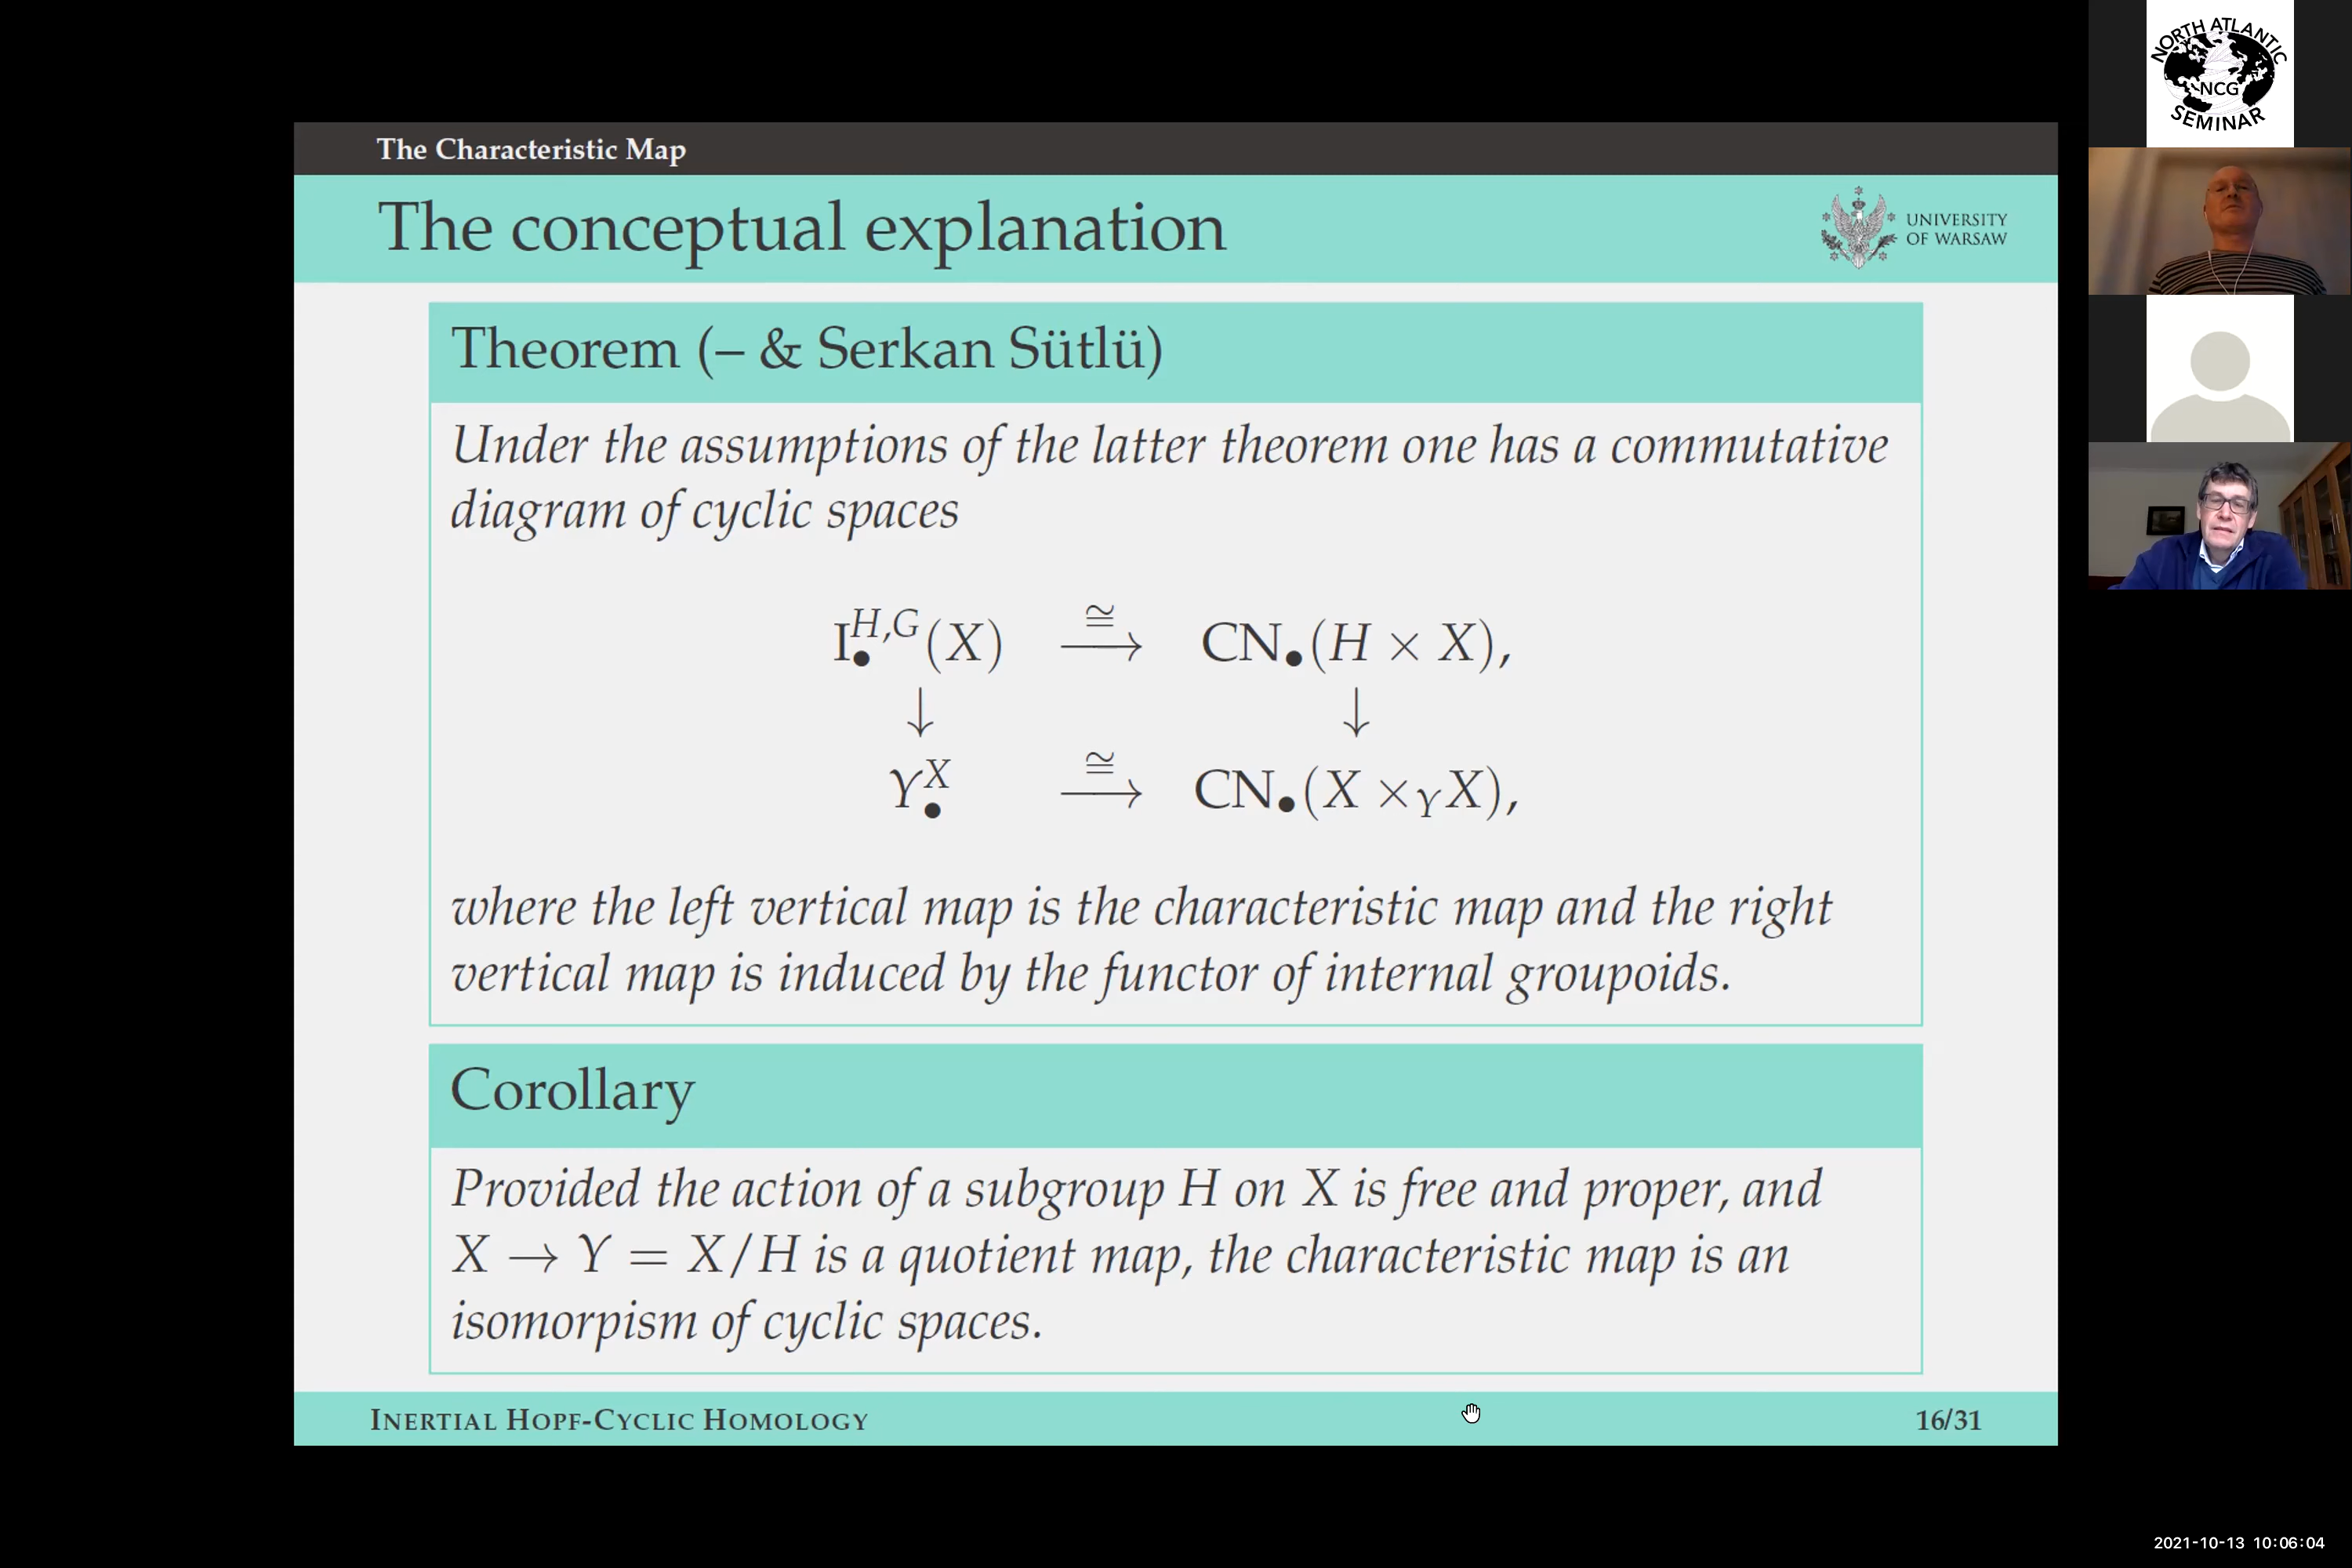 The Characteristic Map
The conceptual explanation
UNIVERSITY
OF WARSAW
Theorem (– & Serkan Sütlü)
Under the assumptions of the latter theorem one has a commutative
diagram of cyclic spaces
I•^{H,G}(X) ≅⟶ CN•(H × X),
↓ ↓
Y•^X ≅⟶ CN•(X ×_Y X),
where the left vertical map is the characteristic map and the right
vertical map is induced by the functor of internal groupoids.
Corollary
Provided the action of a subgroup H on X is free and proper, and
X → Y = X/H is a quotient map, the characteristic map is an
isomorpism of cyclic spaces.
INERTIAL HOPF-CYCLIC HOMOLOGY
16/31
NORTH ATLANTIC
NCG
SEMINAR
2021-10-13 10:06:04